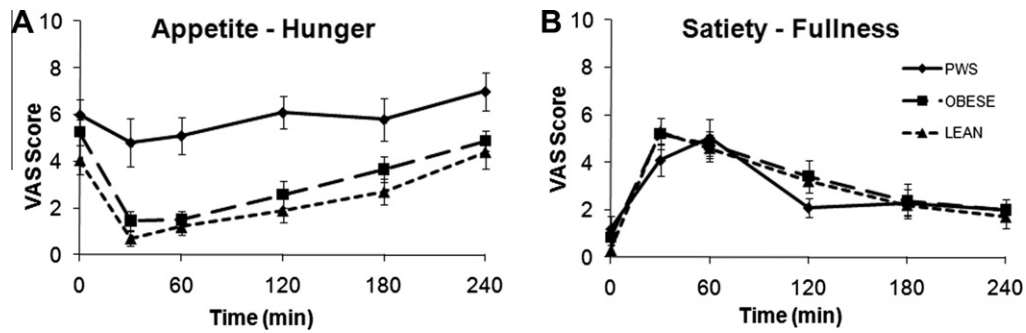 A
Appetite - Hunger
10
8
6
4
2
0
VAS Score
0 60 120 180 240
Time (min)
B
Satiety - Fullness
10
8
6
4
2
0
VAS Score
PWS
OBESE
LEAN
0 60 120 180 240
Time (min)